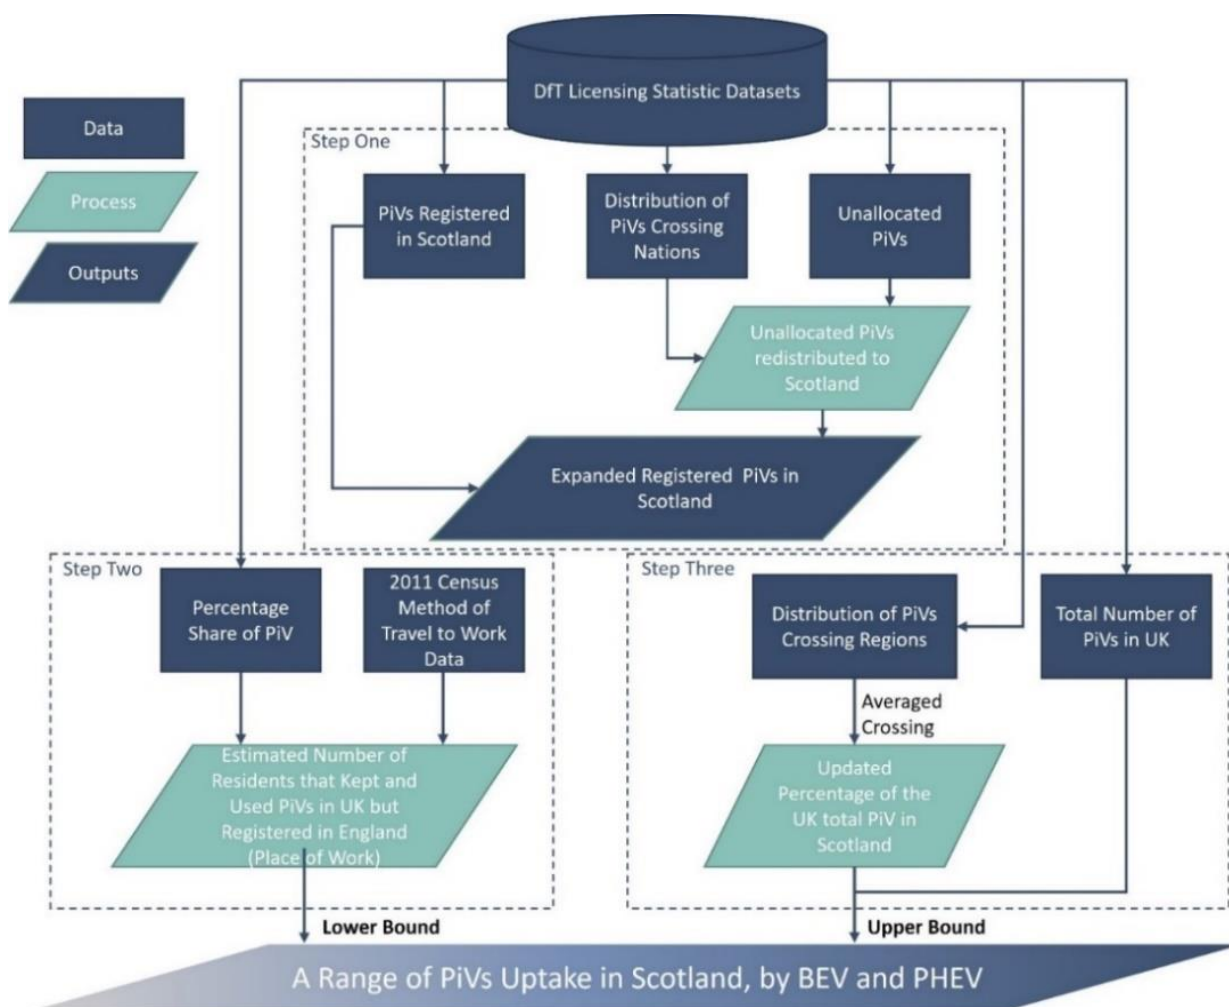 DfT Licensing Statistic Datasets
Data
Process
Outputs
Step One
PiVs Registered
in Scotland
Distribution of
PiVs Crossing
Nations
Unallocated
PiVs
Unallocated PiVs
redistributed to
Scotland
Expanded Registered PiVs in
Scotland
Step Two
Percentage
Share of PiV
2011 Census
Method of
Travel to Work
Data
Estimated Number of
Residents that Kept and
Used PiVs in UK but
Registered in England
(Place of Work)
Lower Bound
Step Three
Distribution of PiVs
Crossing Regions
Total Number of
PiVs in UK
Averaged
Crossing
Updated
Percentage of the
UK total PiV in
Scotland
Upper Bound
A Range of PiVs Uptake in Scotland, by BEV and PHEV